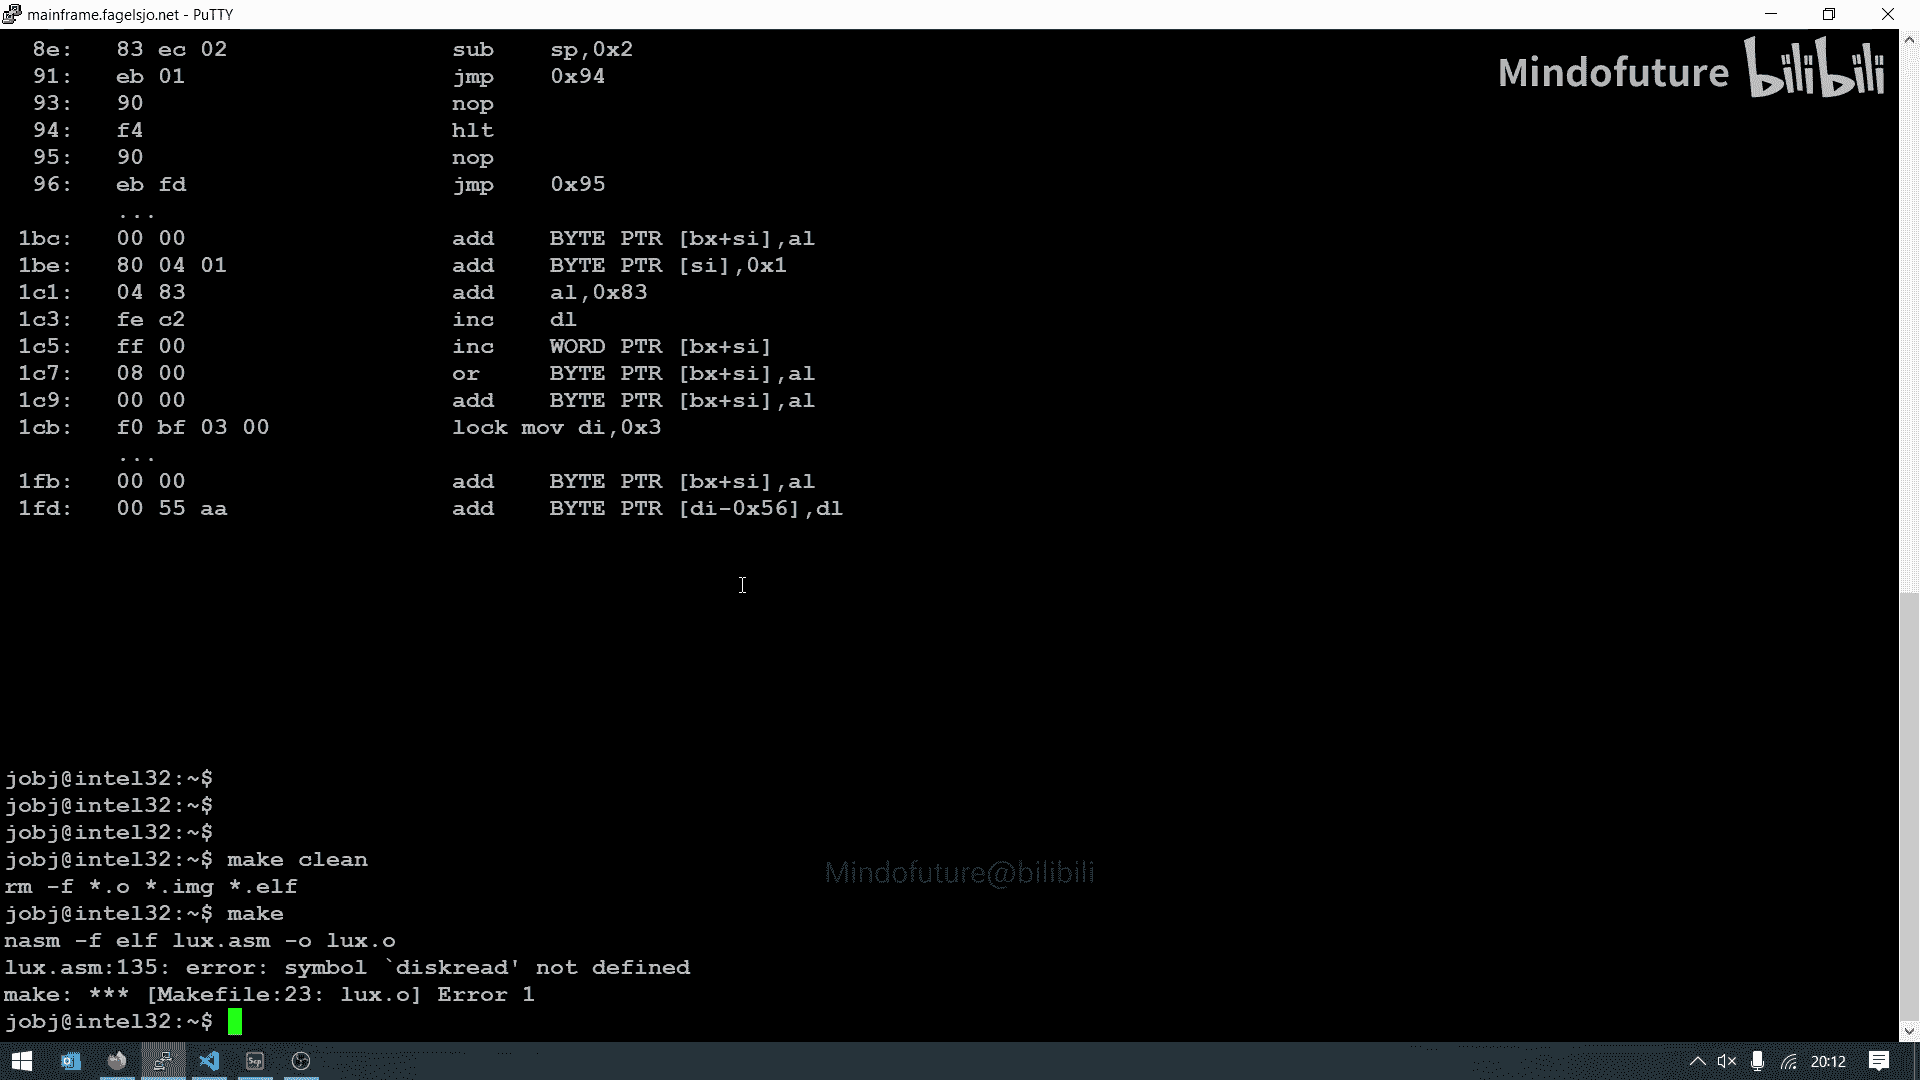 mainframe.fagelsjo.net - PuTTY
8e: 83 ec 02 sub sp,0x2
91: eb 01 jmp 0x94
93: 90 nop
94: f4 hlt
95: 90 nop
96: eb fd jmp 0x95
...
1bc: 00 00 add BYTE PTR [bx+si],al
1be: 80 04 01 add BYTE PTR [si],0x1
1c1: 04 83 add al,0x83
1c3: fe c2 inc dl
1c5: ff 00 inc WORD PTR [bx+si]
1c7: 08 00 or BYTE PTR [bx+si],al
1c9: 00 00 add BYTE PTR [bx+si],al
1cb: f0 bf 03 00 lock mov di,0x3
...
1fb: 00 00 add BYTE PTR [bx+si],al
1fd: 00 55 aa add BYTE PTR [di-0x56],dl
Mindofuture bilibili
jobj@intel32:~$
jobj@intel32:~$
jobj@intel32:~$
jobj@intel32:~$ make clean
rm -f *.o *.img *.elf
jobj@intel32:~$ make
nasm -f elf lux.asm -o lux.o
lux.asm:135: error: symbol `diskread' not defined
make: *** [Makefile:23: lux.o] Error 1
jobj@intel32:~$
Mindofuture@bilibili
20:12